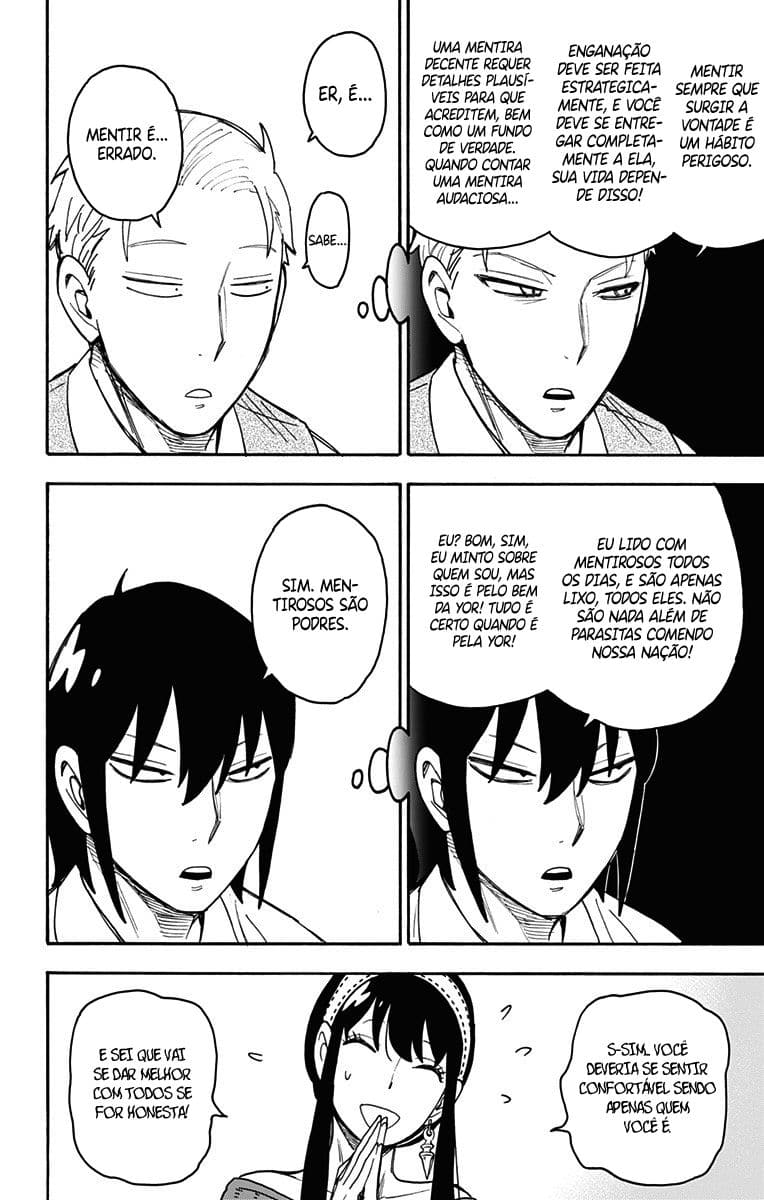 MENTIR
SEMPRE QUE
SURGIR A
VONTADE É
UM HÁBITO
PERIGOSO.
ENGANAÇÃO
DEVE SER FEITA
ESTRATEGICA-
MENTE, E VOCÊ
DEVE SE ENTRE-
GAR COMPLETA-
MENTE A ELA,
SUA VIDA DEPEN-
DE DISSO!
UMA MENTIRA
DECENTE REQUER
DETALHES PLAUSÍ-
VEIS PARA QUE
ACREDITEM, BEM
COMO UM FUNDO
DE VERDADE.
QUANDO CONTAR
UMA MENTIRA
AUDACIOSA...
ER, É...
SABE...
MENTIR É...
ERRADO.
EU LIDO COM
MENTIROSOS TODOS
OS DIAS, E SÃO APENAS
LIXO, TODOS ELES. NÃO
SÃO NADA ALÉM DE
PARASITAS COMENDO
NOSSA NAÇÃO!
EU? BOM, SIM,
EU MINTO SOBRE
QUEM SOU, MAS
ISSO É PELO BEM
DA YOR! TUDO É
CERTO QUANDO É
PELA YOR!
SIM. MEN-
TIROSOS SÃO
PODRES.
S-SIM. VOCÊ
DEVERIA SE SENTIR
CONFORTÁVEL SENDO
APENAS QUEM
VOCÊ É.
E SEI QUE VAI
SE DAR MELHOR
COM TODOS SE
FOR HONESTA!